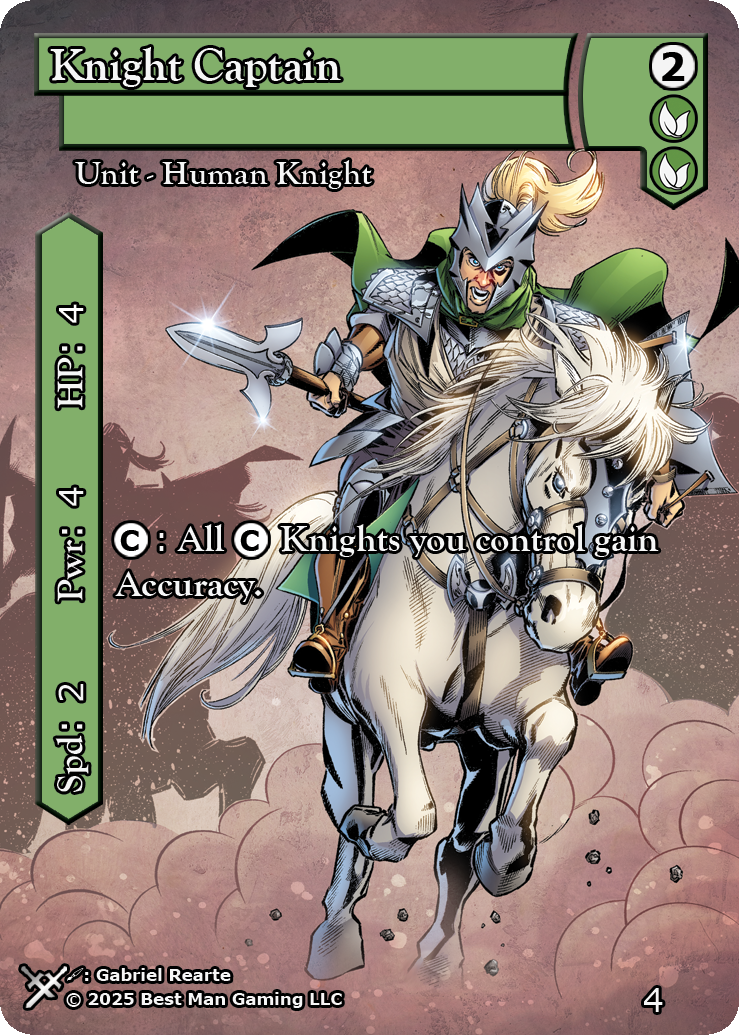 Knight Captain
2
Unit - Human Knight
HP: 4
Pwr: 4
Spd: 2
C : All C Knights you control gain
Accuracy.
: Gabriel Rearte
© 2025 Best Man Gaming LLC
4